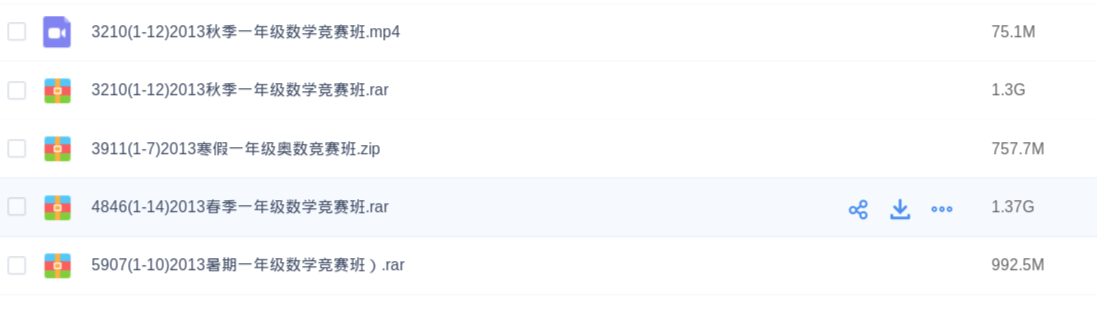 3210(1-12)2013秋季一年级数学竞赛班.mp4 75.1M
3210(1-12)2013秋季一年级数学竞赛班.rar 1.3G
3911(1-7)2013寒假一年级奥数竞赛班.zip 757.7M
4846(1-14)2013春季一年级数学竞赛班.rar 1.37G
5907(1-10)2013暑期一年级数学竞赛班）.rar 992.5M